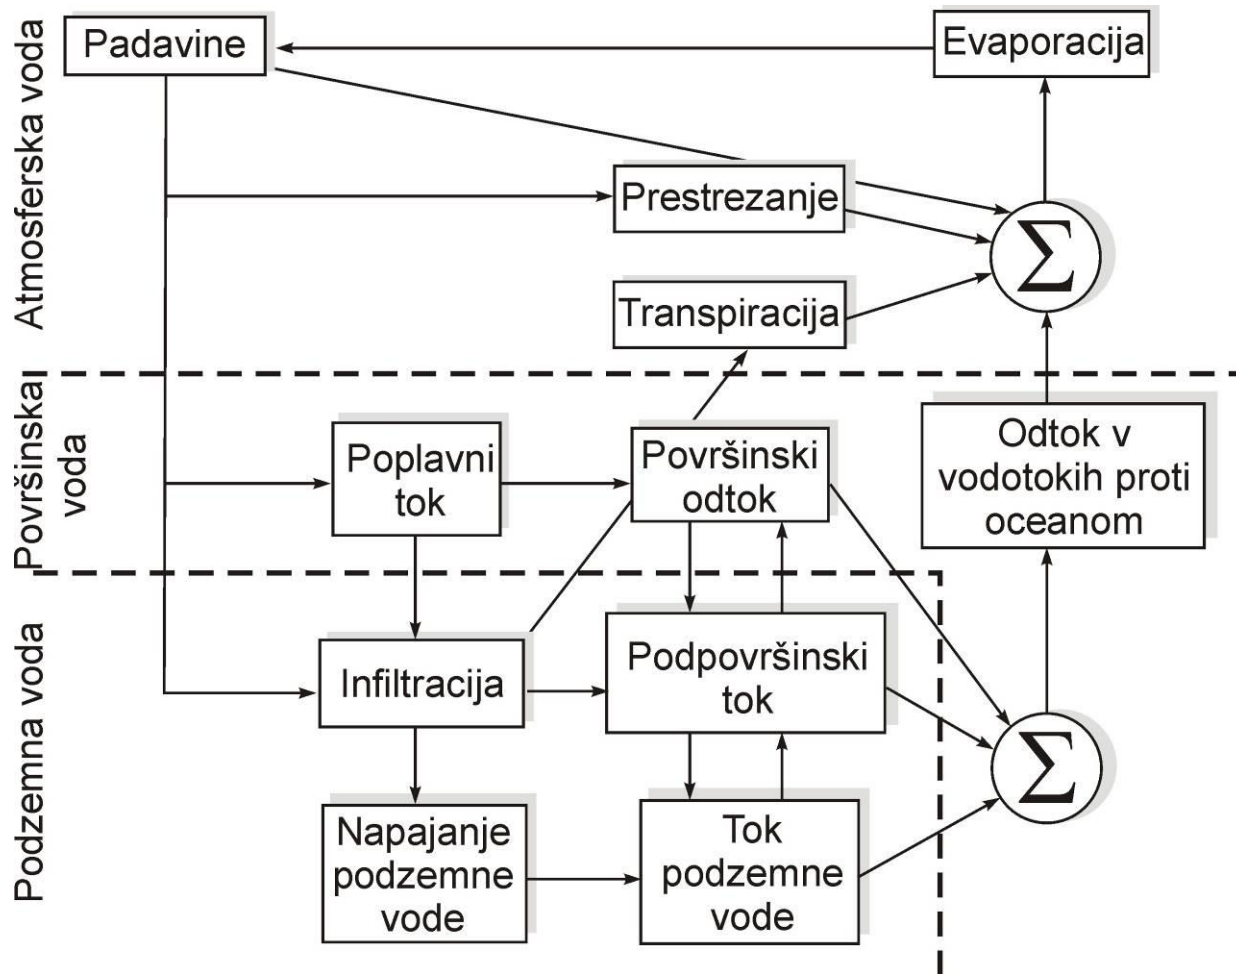 Atmosferska voda
Padavine
Evaporacija
Prestrezanje
Σ
Transpiracija
Površinska
voda
Poplavni
tok
Površinski
odtok
Odtok v
vodotokih proti
oceanom
Podzemna voda
Infiltracija
Podpovršinski
tok
Σ
Napajanje
podzemne
vode
Tok
podzemne
vode